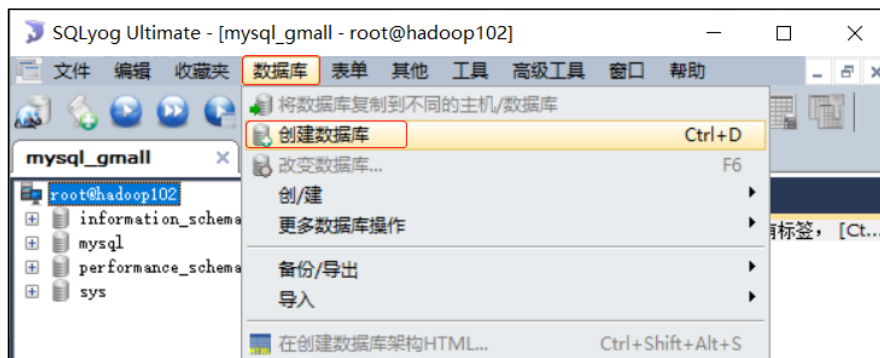 SQLyog Ultimate - [mysql_gmall - root@hadoop102]
文件 编辑 收藏夹 数据库 表单 其他 工具 高级工具 窗口 帮助
将数据库复制到不同的主机/数据库
创建数据库 Ctrl+D
mysql_gmall
改变数据库... F6
root@hadoop102
创/建
information_schema
更多数据库操作
有标签， [Ct...
mysql
performance_schema
备份/导出
sys
导入
在创建数据库架构HTML... Ctrl+Shift+Alt+S